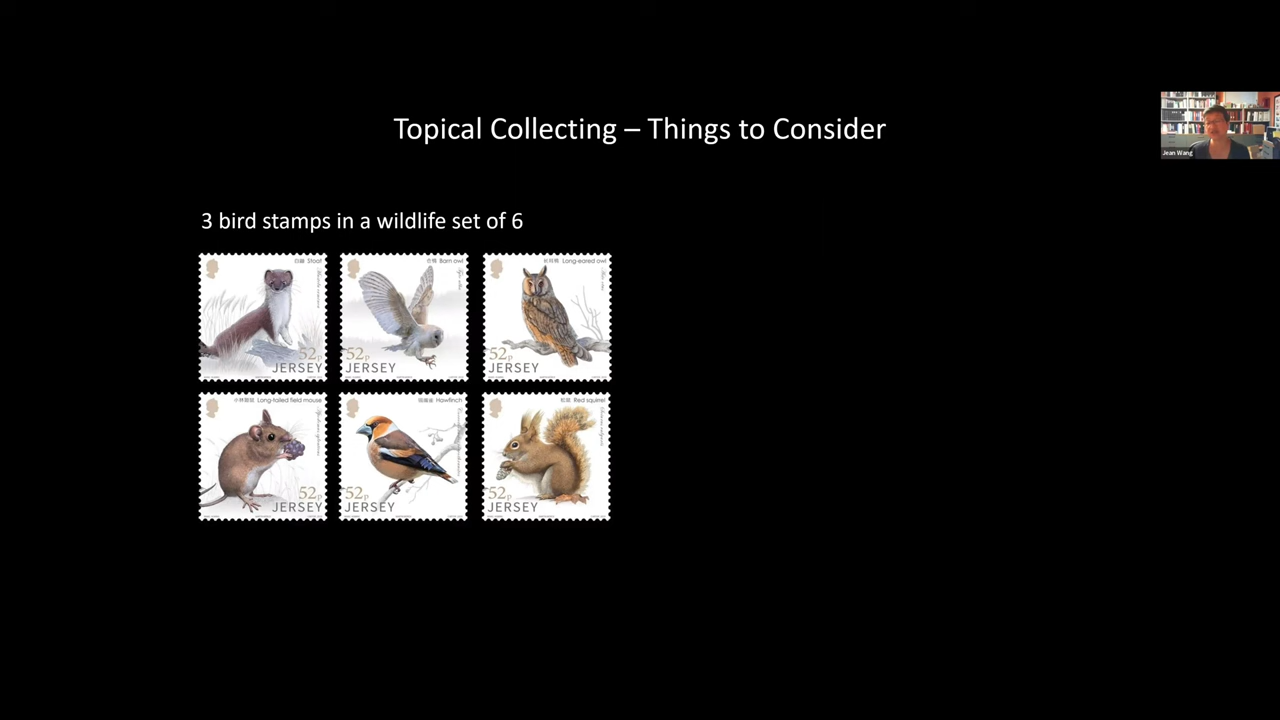 Topical Collecting – Things to Consider
Jean Wang
3 bird stamps in a wildlife set of 6
Stoat
52p
JERSEY
Barn owl
52p
JERSEY
Long-eared owl
52p
JERSEY
Long-tailed field mouse
52p
JERSEY
Hawfinch
52p
JERSEY
Red squirrel
52p
JERSEY